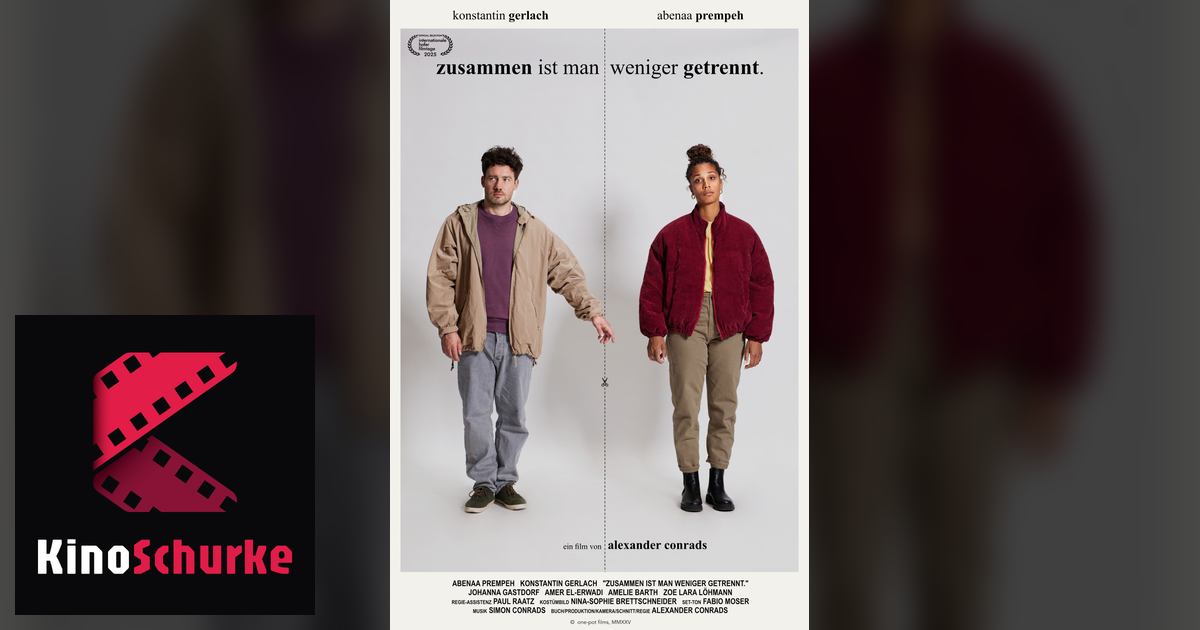 konstantin gerlach
abenaa prempeh
OFFICIAL SELECTION
internationale
hofer
filmtage
2025
zusammen ist man weniger getrennt.
ein film von alexander conrads
KinoSchurke
ABENAA PREMPEH KONSTANTIN GERLACH "ZUSAMMEN IST MAN WENIGER GETRENNT."
JOHANNA GASTDORF AMER EL-ERWADI AMELIE BARTH ZOE LARA LÖHMANN
REGIE-ASSISTENZ PAUL RAATZ KOSTÜMBILD NINA-SOPHIE BRETTSCHNEIDER SET-TON FABIO MOSER
MUSIK SIMON CONRADS BUCH/PRODUKTION/KAMERA/SCHNITT/REGIE ALEXANDER CONRADS
© one-pot films, MMXXV